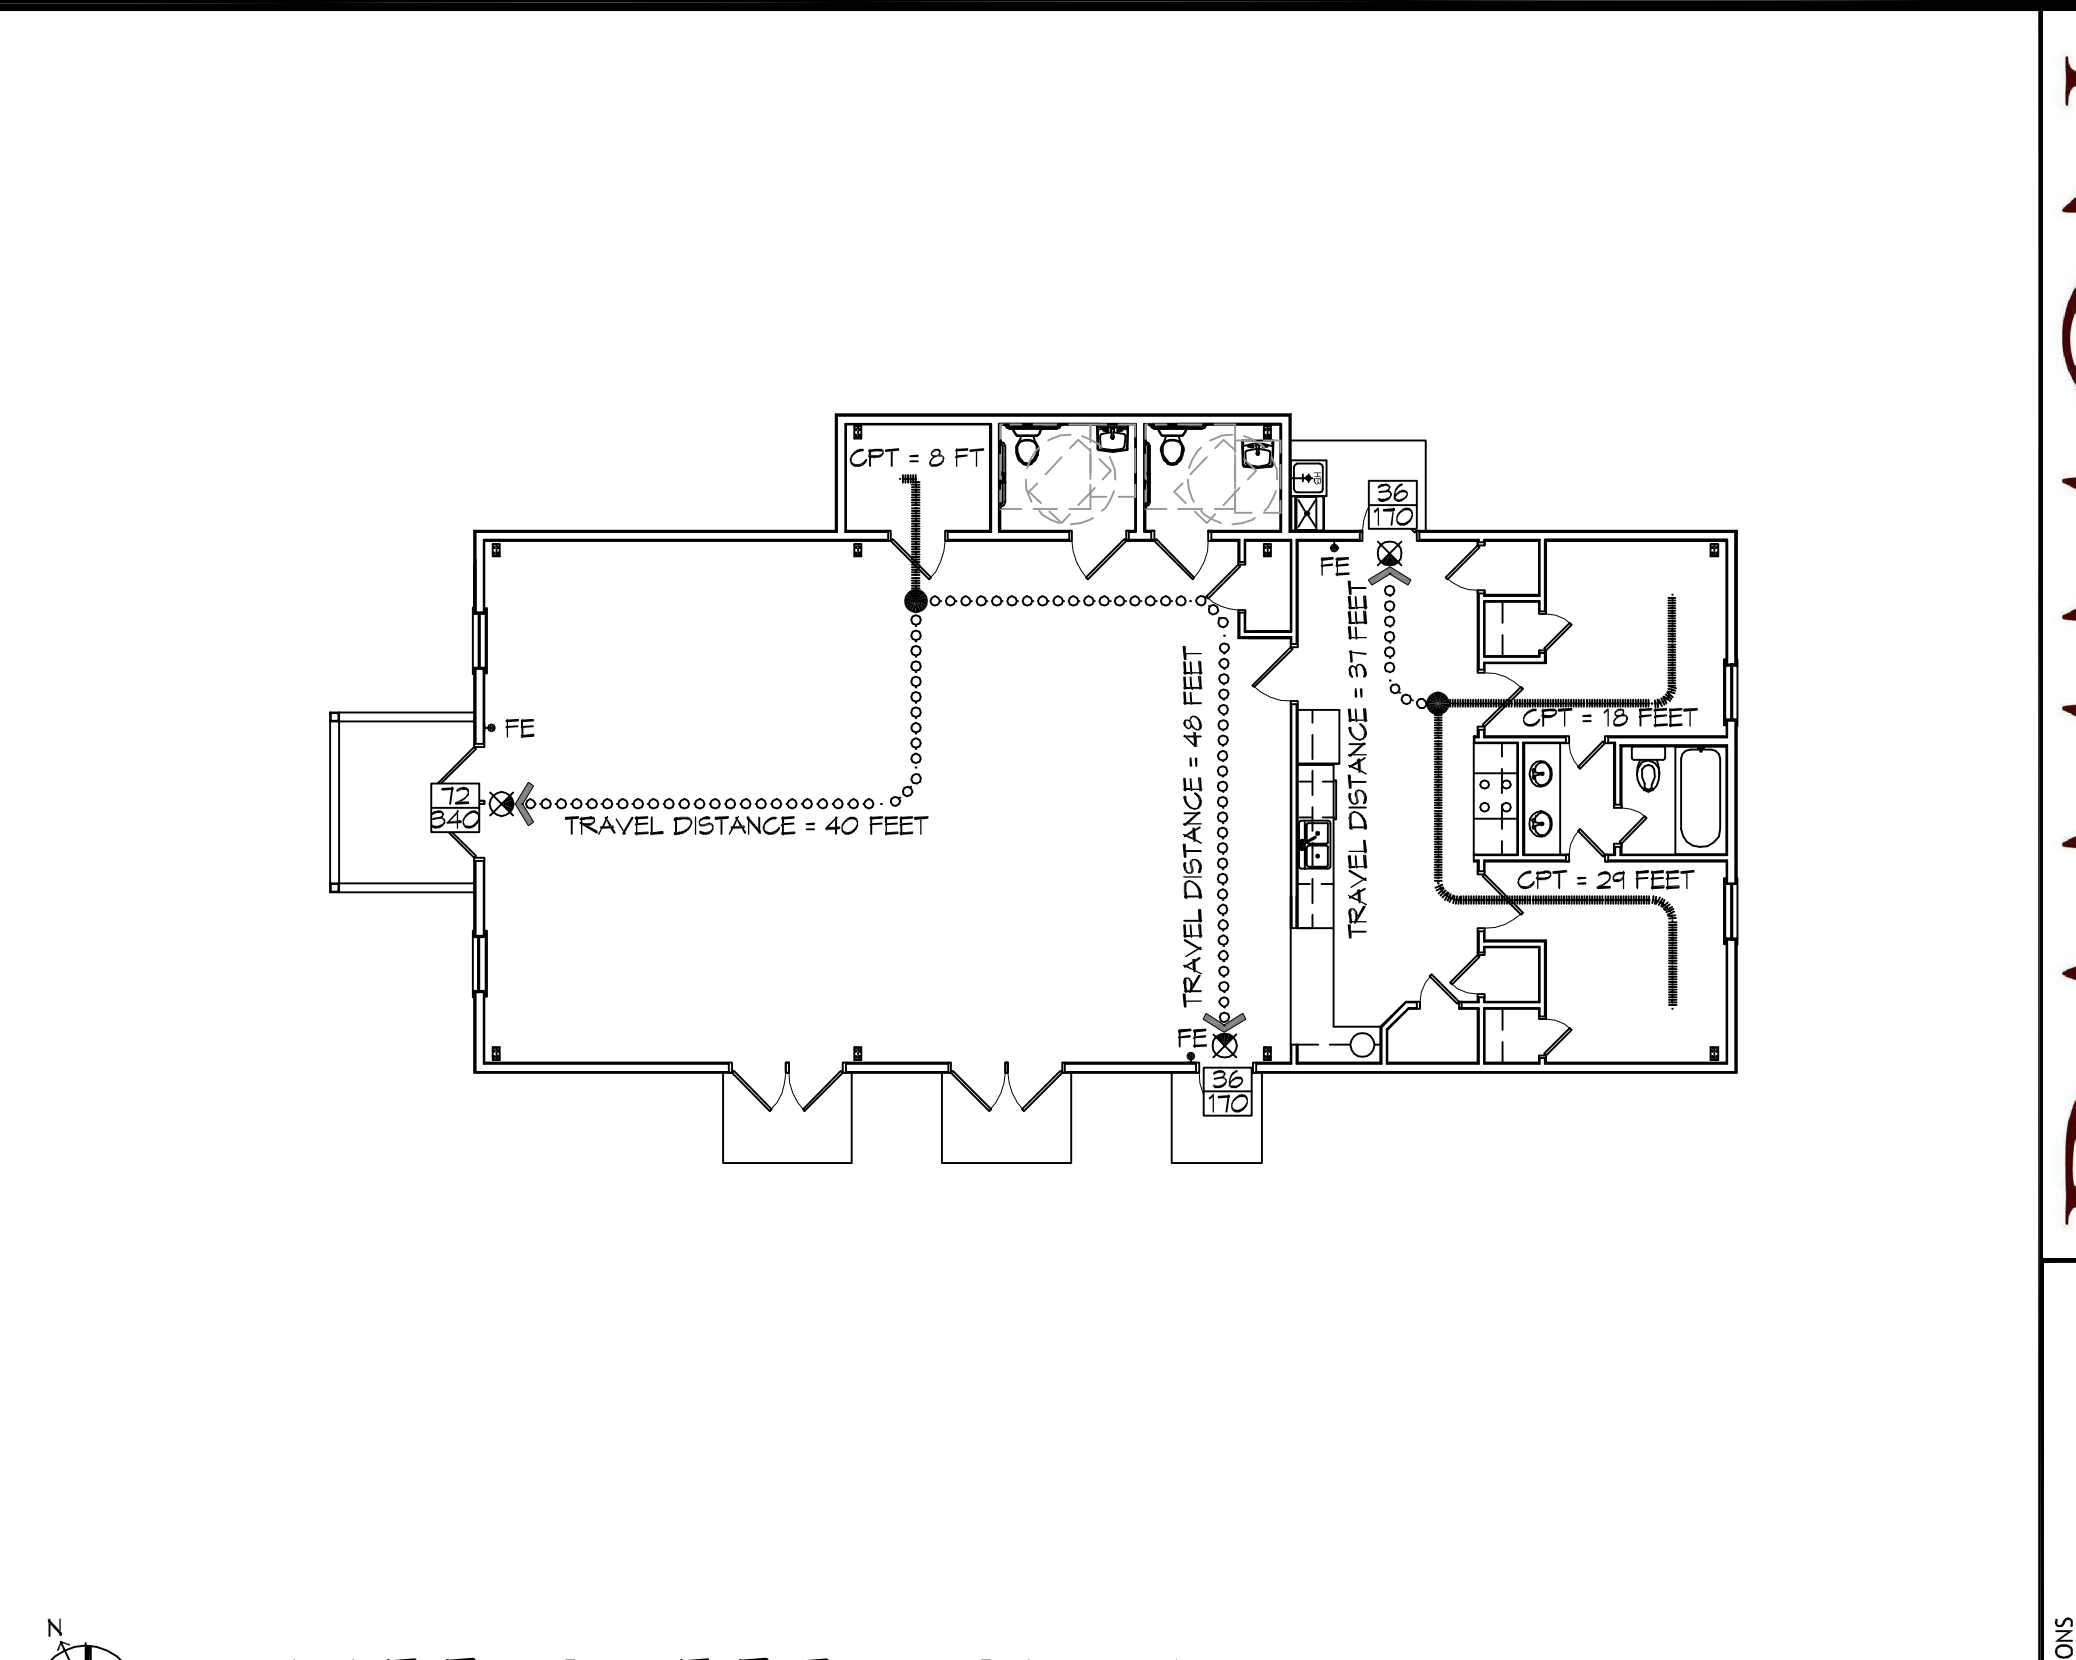 CPT = 8 FT
HB
36
170
FE
TRAVEL DISTANCE = 37 FEET
TRAVEL DISTANCE = 48 FEET
CPT = 18 FEET
FE
72
340
TRAVEL DISTANCE = 40 FEET
CPT = 29 FEET
FE
36
170
N
ONS